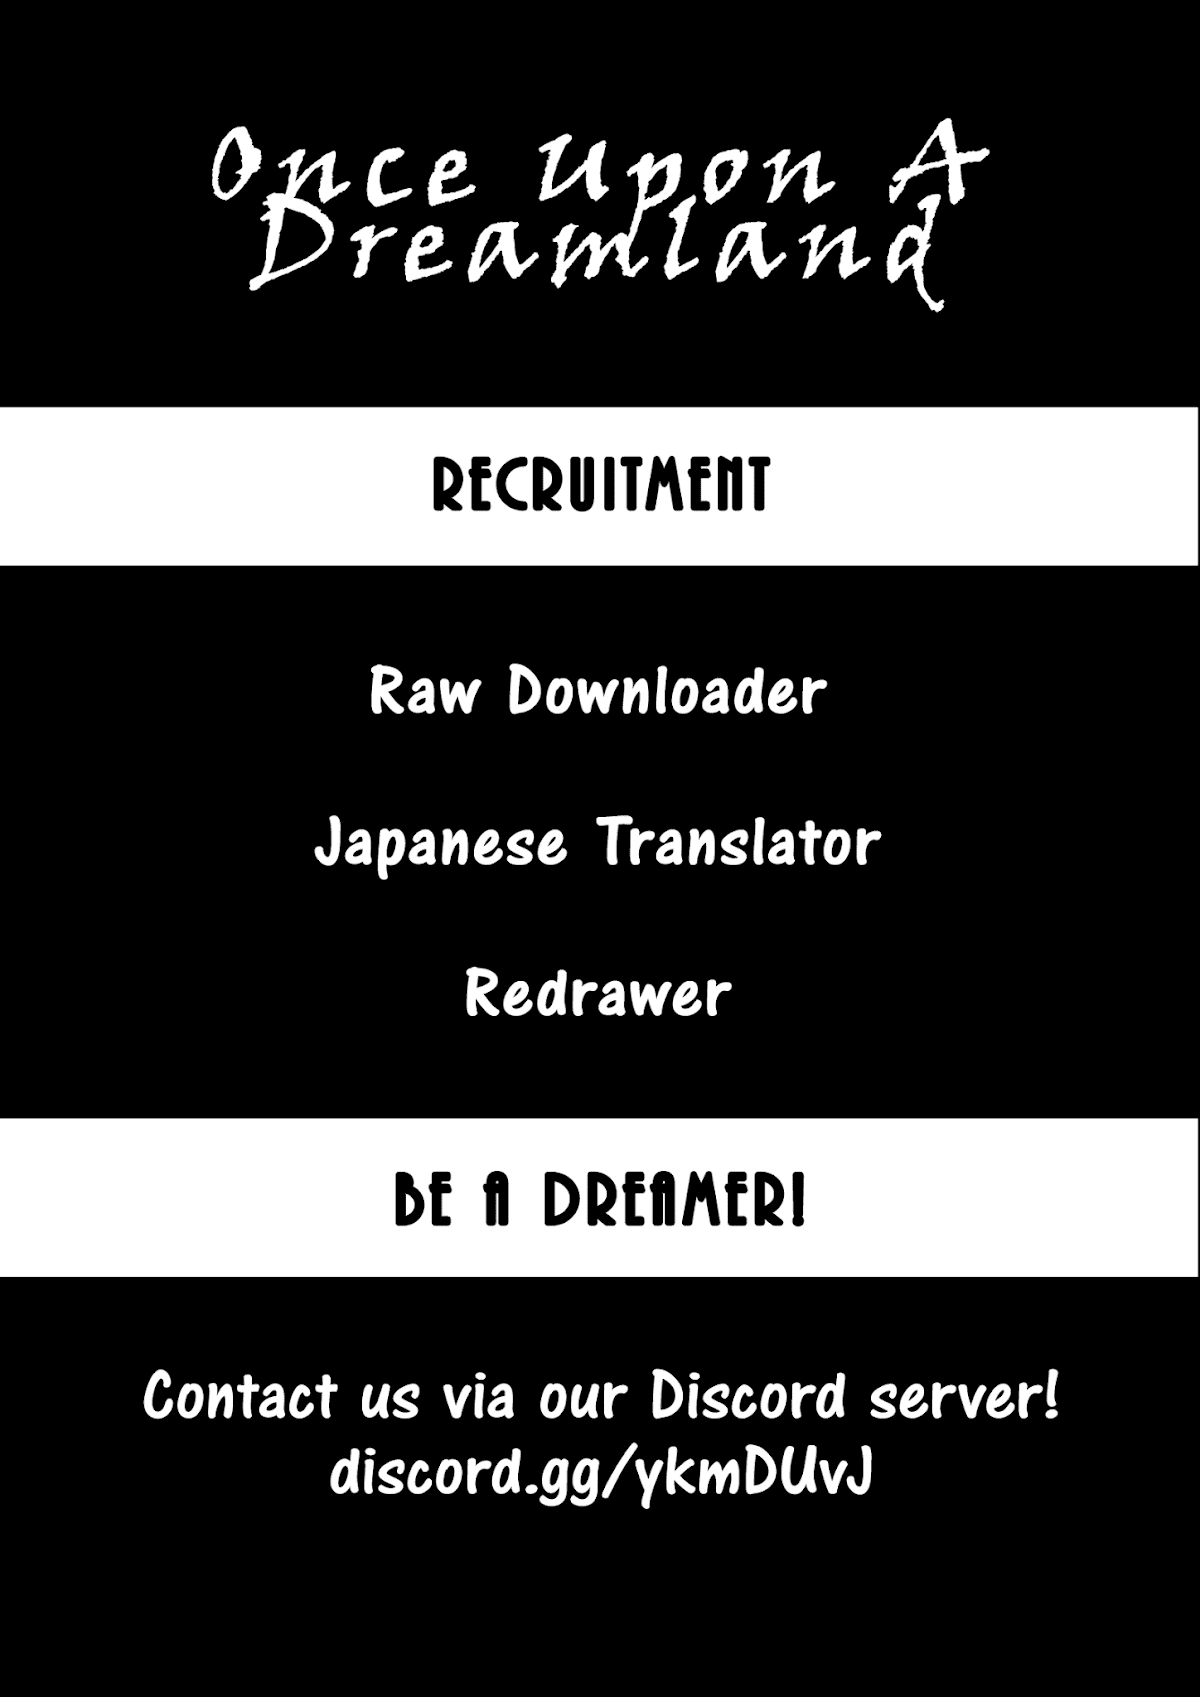 Once Upon A
Dreamland
RECRUITMENT
Raw Downloader
Japanese Translator
Redrawer
BE A DREAMER!
Contact us via our Discord server!
discord.gg/ykmDUvJ